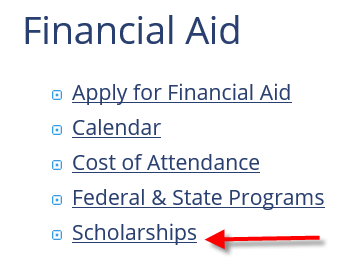 Financial Aid
Apply for Financial Aid
Calendar
Cost of Attendance
Federal & State Programs
Scholarships